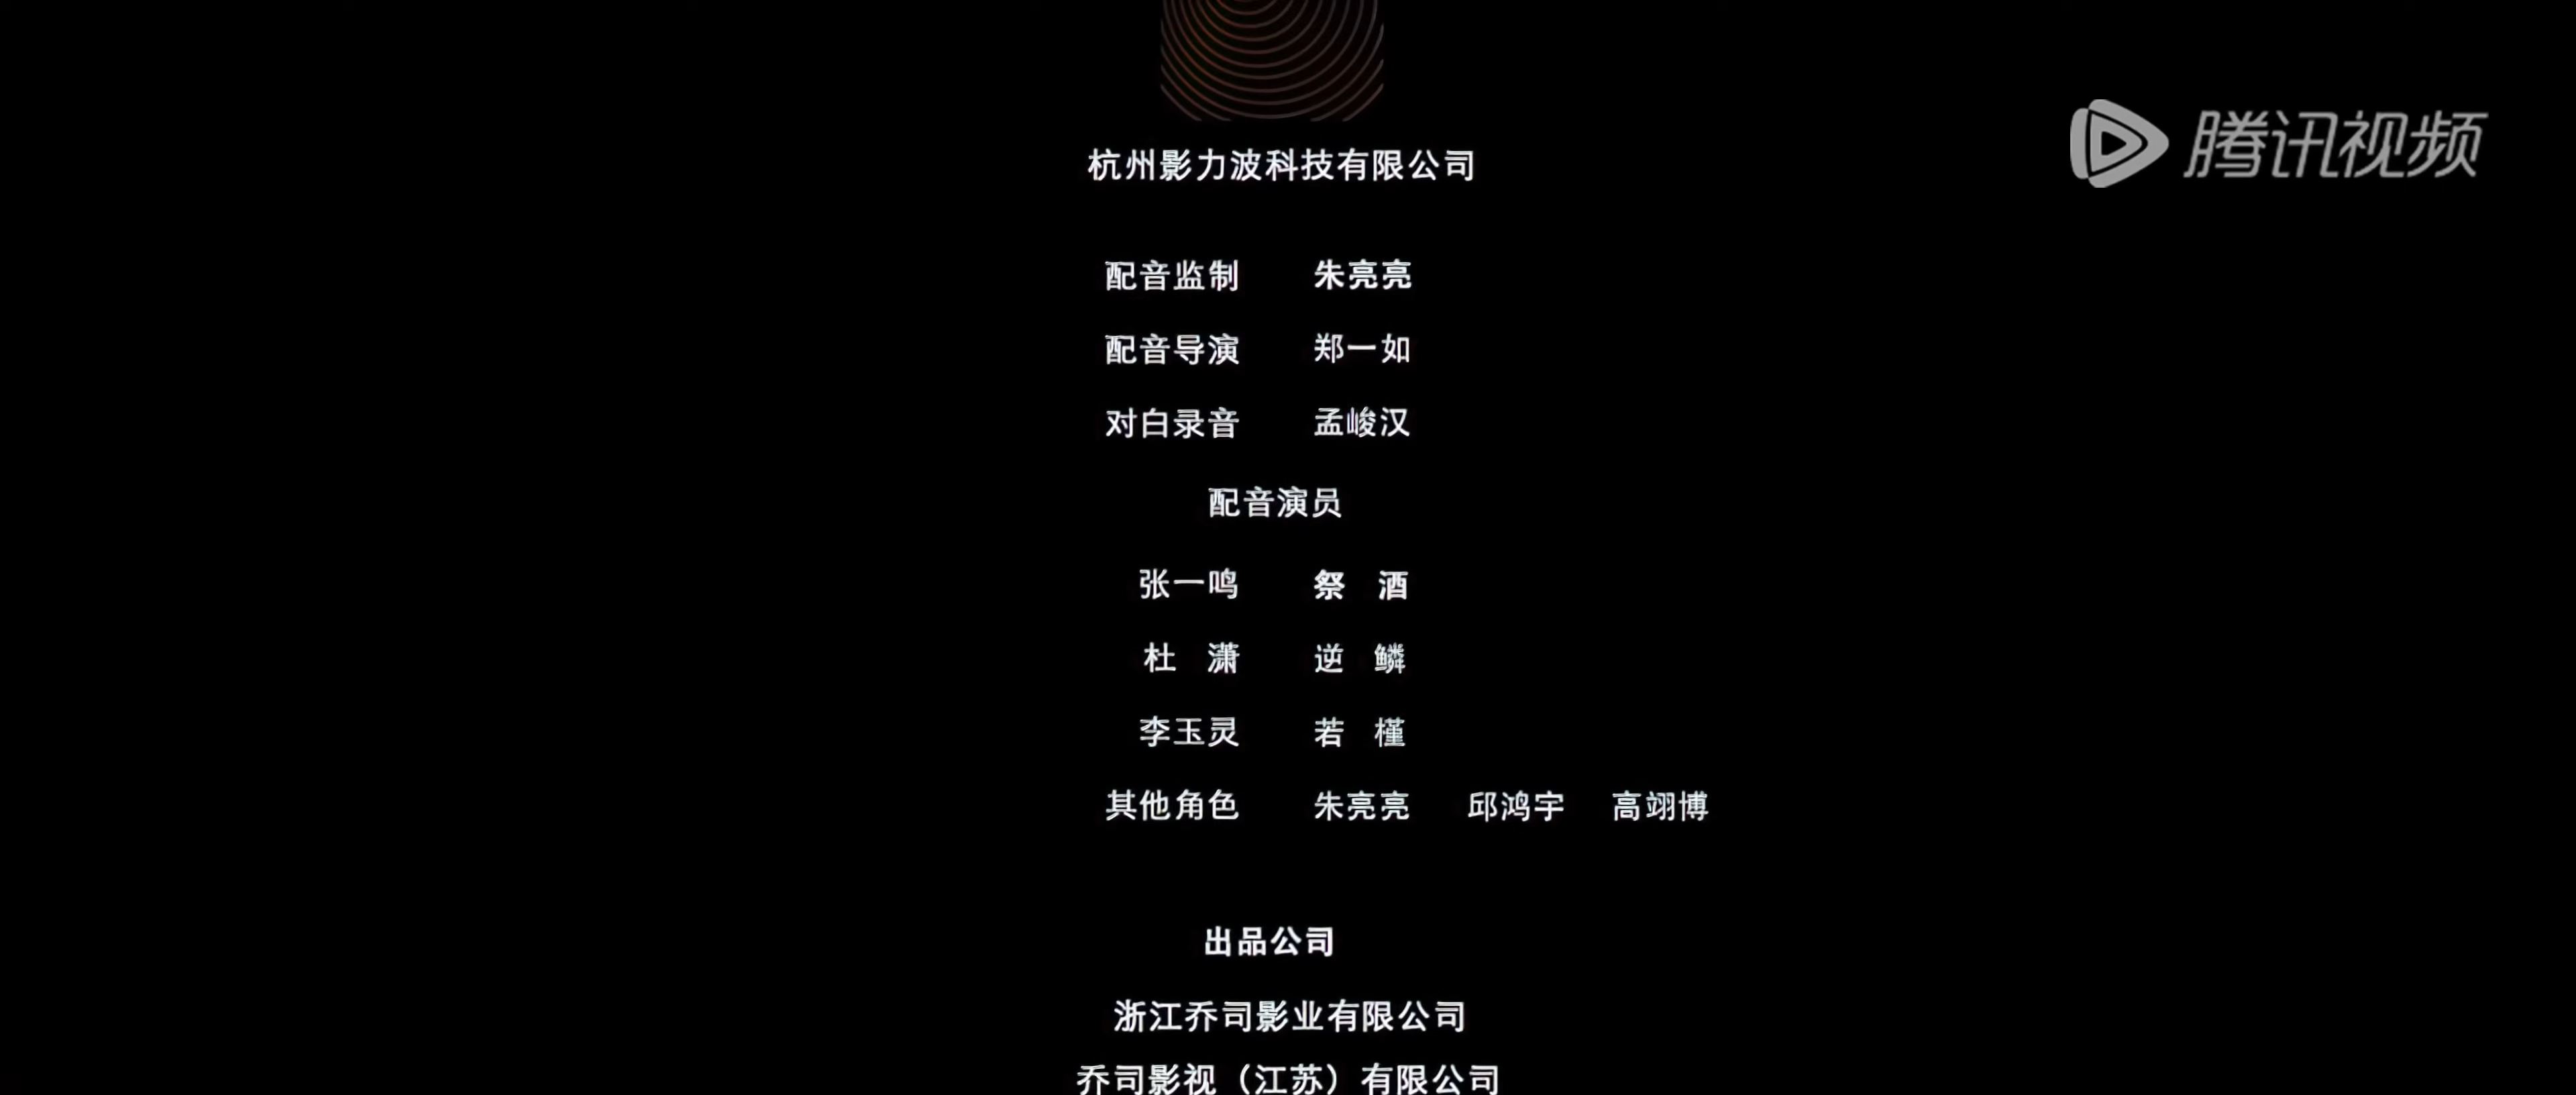 腾讯视频
杭州影力波科技有限公司
配音监制 朱亮亮
配音导演 郑一如
对白录音 孟峻汉
配音演员
张一鸣 祭 酒
杜 潇 逆 鳞
李玉灵 若 槿
其他角色 朱亮亮 邱鸿宇 高翊博
出品公司
浙江乔司影业有限公司
乔司影视（江苏）有限公司